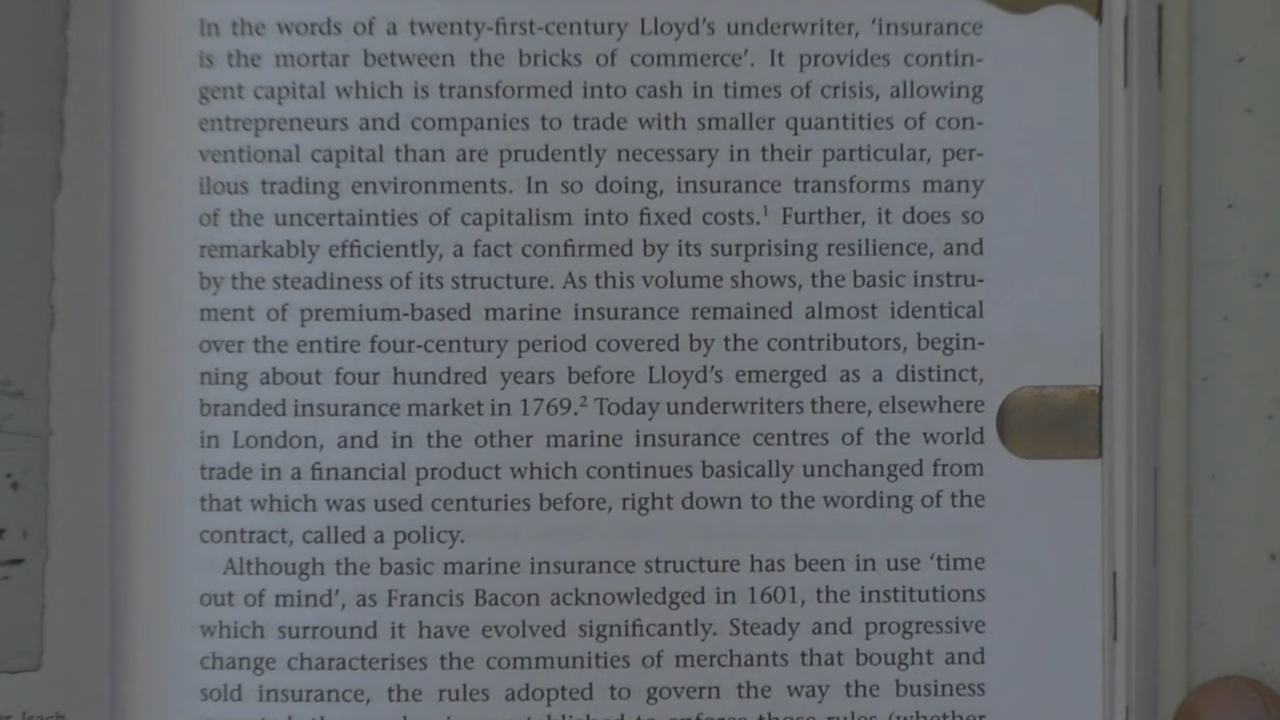 In the words of a twenty-first-century Lloyd's underwriter, 'insurance
is the mortar between the bricks of commerce'. It provides contin-
gent capital which is transformed into cash in times of crisis, allowing
entrepreneurs and companies to trade with smaller quantities of con-
ventional capital than are prudently necessary in their particular, per-
ilous trading environments. In so doing, insurance transforms many
of the uncertainties of capitalism into fixed costs.¹ Further, it does so
remarkably efficiently, a fact confirmed by its surprising resilience, and
by the steadiness of its structure. As this volume shows, the basic instru-
ment of premium-based marine insurance remained almost identical
over the entire four-century period covered by the contributors, begin-
ning about four hundred years before Lloyd's emerged as a distinct,
branded insurance market in 1769.² Today underwriters there, elsewhere
in London, and in the other marine insurance centres of the world
trade in a financial product which continues basically unchanged from
that which was used centuries before, right down to the wording of the
contract, called a policy.
Although the basic marine insurance structure has been in use 'time
out of mind', as Francis Bacon acknowledged in 1601, the institutions
which surround it have evolved significantly. Steady and progressive
change characterises the communities of merchants that bought and
sold insurance, the rules adopted to govern the way the business
those rules (whether